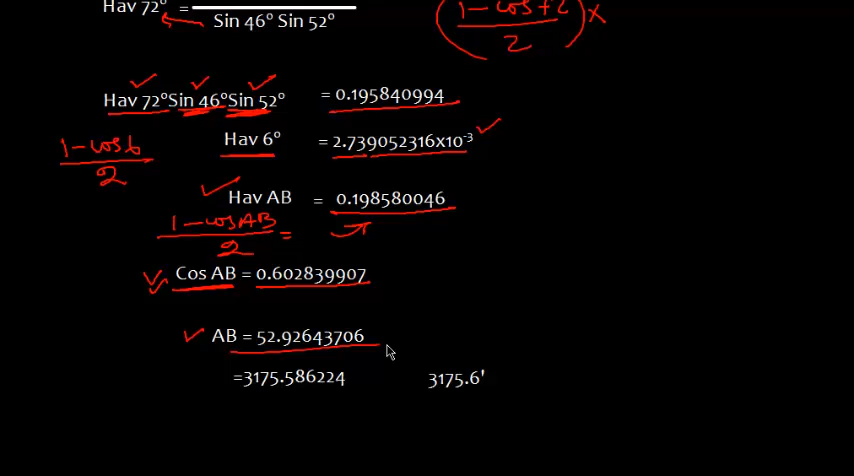 Hav 72° =
Sin 46° Sin 52°
(1 - cos 72 / 2) x
Hav 72° Sin 46° Sin 52° = 0.195840994
Hav 6° = 2.739052316x10⁻³
1 - cos 6 / 2
Hav AB = 0.198580046
1 - cos AB / 2 =
Cos AB = 0.602839907
AB = 52.92643706
=3175.586224 3175.6'